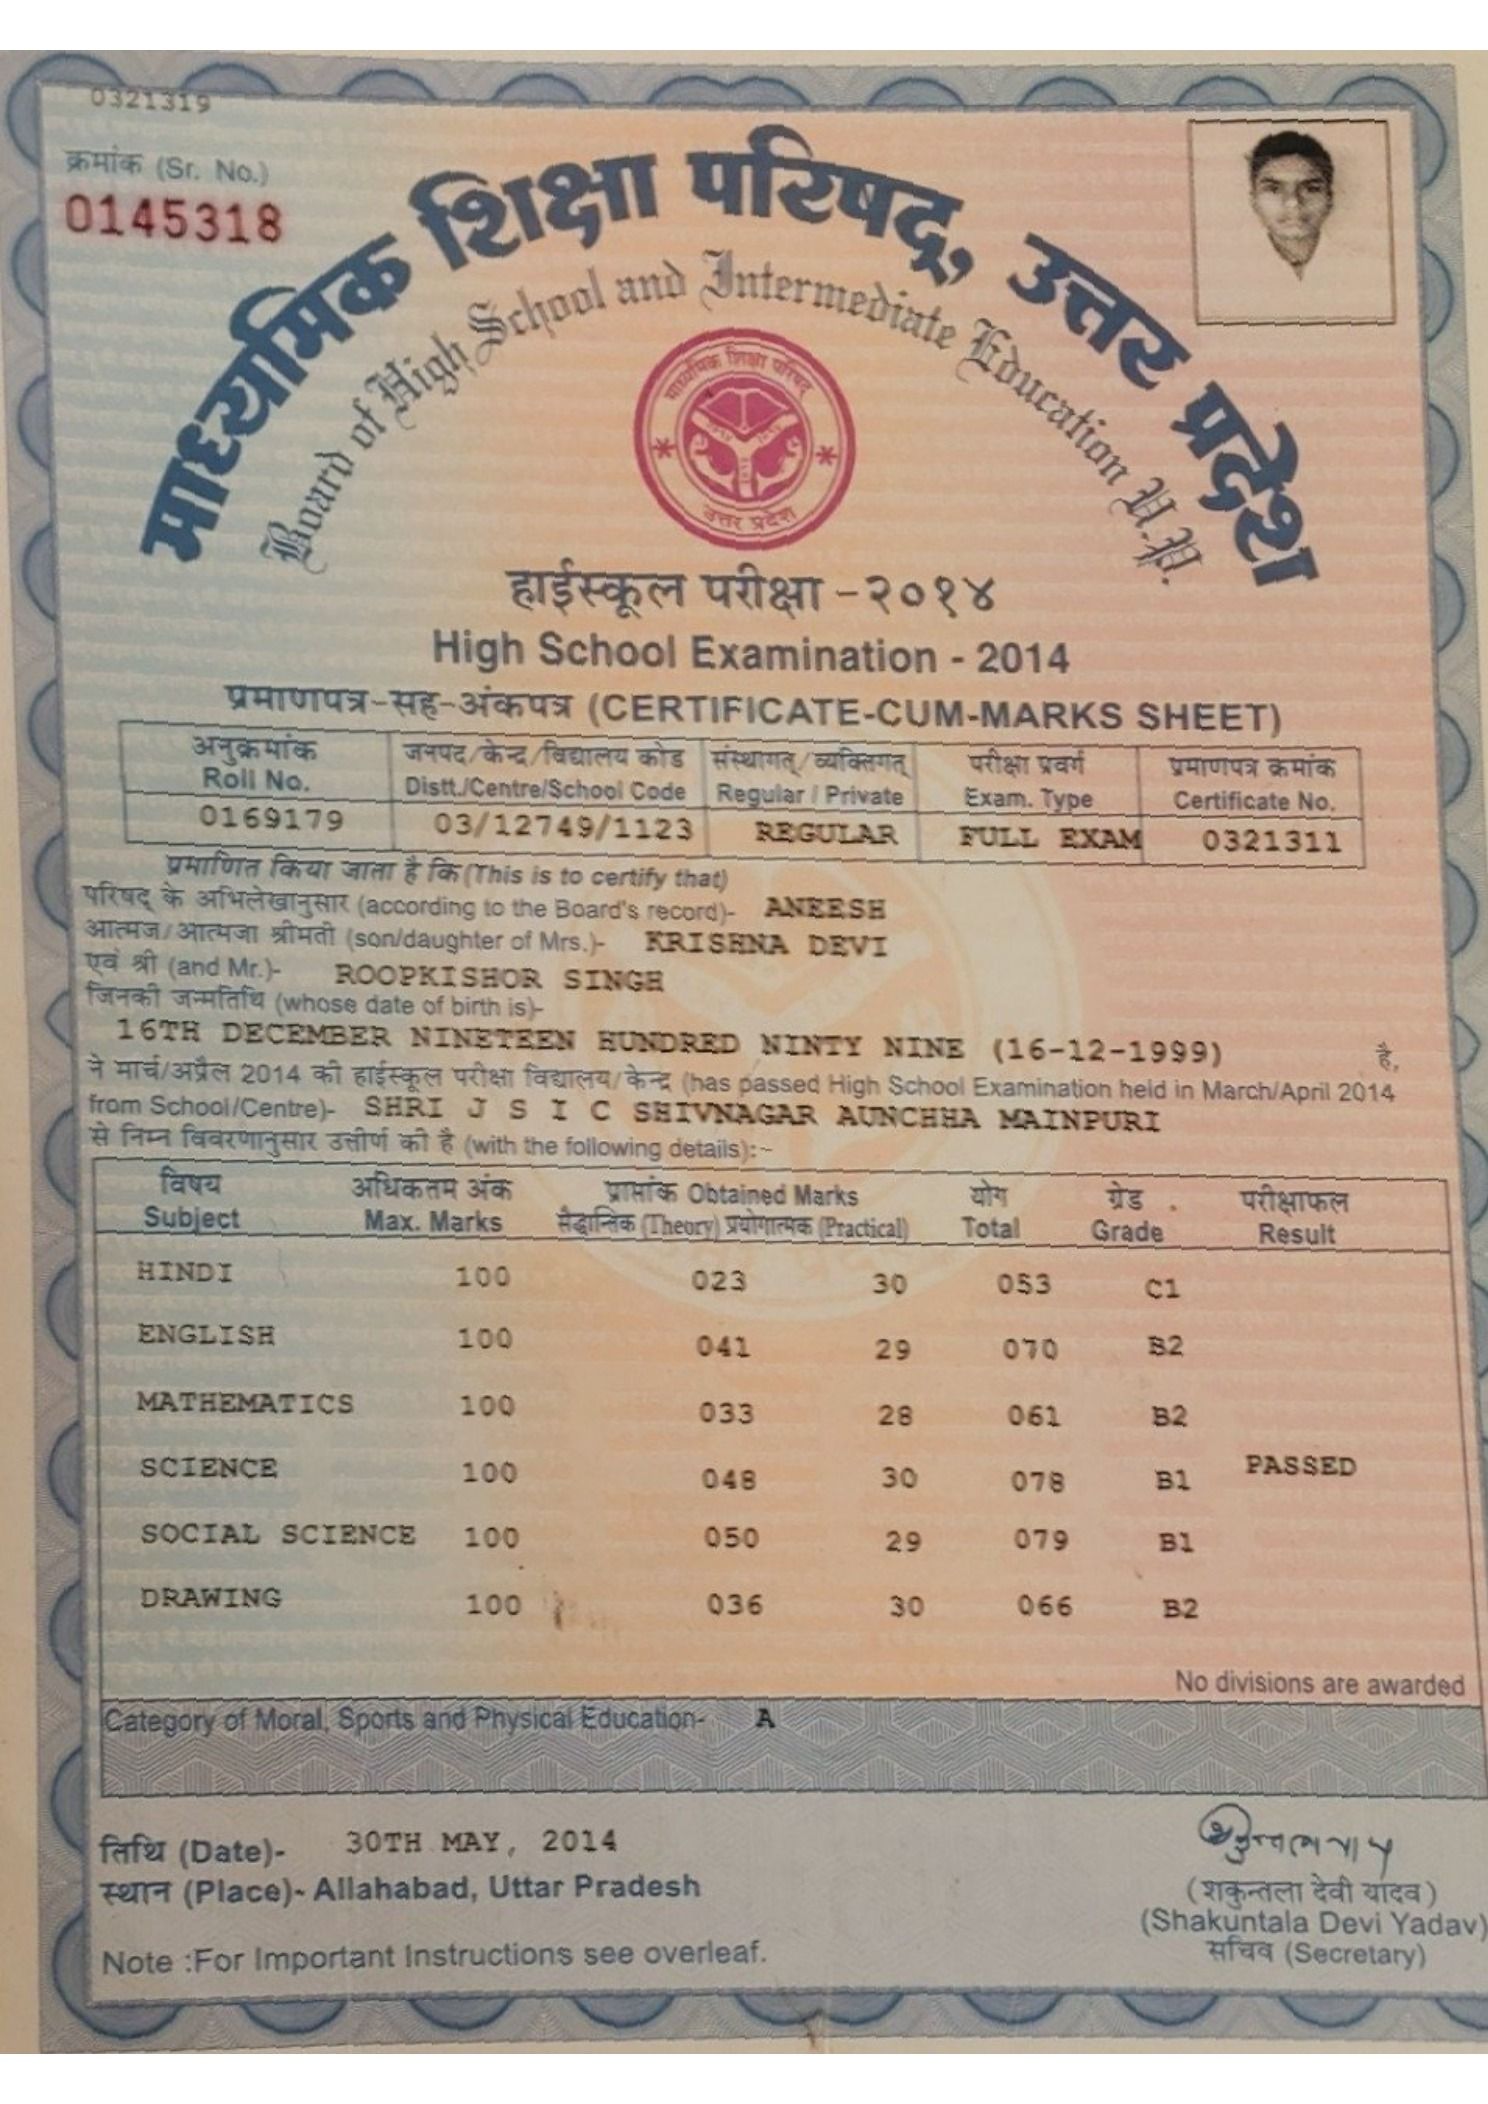 0321319
क्रमांक (Sr. No.)
0145318
माध्यमिक शिक्षा परिषद्, उत्तर प्रदेश
Board of High School and Intermediate Education U.P.
माध्यमिक शिक्षा परिषद्
उत्तर प्रदेश
हाईस्कूल परीक्षा -२०१४
High School Examination - 2014
प्रमाणपत्र-सह-अंकपत्र (CERTIFICATE-CUM-MARKS SHEET)
अनुक्रमांक जनपद/केन्द्र/विद्यालय कोड संस्थागत्/व्यक्तिगत् परीक्षा प्रवर्ग प्रमाणपत्र क्रमांक
Roll No. Distt./Centre/School Code Regular / Private Exam. Type Certificate No.
0169179 03/12749/1123 REGULAR FULL EXAM 0321311
प्रमाणित किया जाता है कि (This is to certify that)
परिषद् के अभिलेखानुसार (according to the Board's record)- ANEESH
आत्मज/आत्मजा श्रीमती (son/daughter of Mrs.)- KRISHNA DEVI
एवं श्री (and Mr.)- ROOPKISHOR SINGH
जिनकी जन्मतिथि (whose date of birth is)-
16TH DECEMBER NINETEEN HUNDRED NINTY NINE (16-12-1999) है,
ने मार्च/अप्रैल 2014 की हाईस्कूल परीक्षा विद्यालय/केन्द्र (has passed High School Examination held in March/April 2014
from School/Centre)- SHRI J S I C SHIVNAGAR AUNCHHA MAINPURI
से निम्न विवरणानुसार उत्तीर्ण की है (with the following details):-
विषय अधिकतम अंक प्राप्तांक Obtained Marks योग ग्रेड परीक्षाफल
Subject Max. Marks सैद्धान्तिक (Theory) प्रयोगात्मक (Practical) Total Grade Result
HINDI 100 023 30 053 C1
ENGLISH 100 041 29 070 B2
MATHEMATICS 100 033 28 061 B2
SCIENCE 100 048 30 078 B1 PASSED
SOCIAL SCIENCE 100 050 29 079 B1
DRAWING 100 036 30 066 B2
No divisions are awarded
Category of Moral, Sports and Physical Education- A
तिथि (Date)- 30TH MAY, 2014
स्थान (Place)- Allahabad, Uttar Pradesh
(शकुन्तला देवी यादव)
(Shakuntala Devi Yadav)
सचिव (Secretary)
Note :For Important Instructions see overleaf.